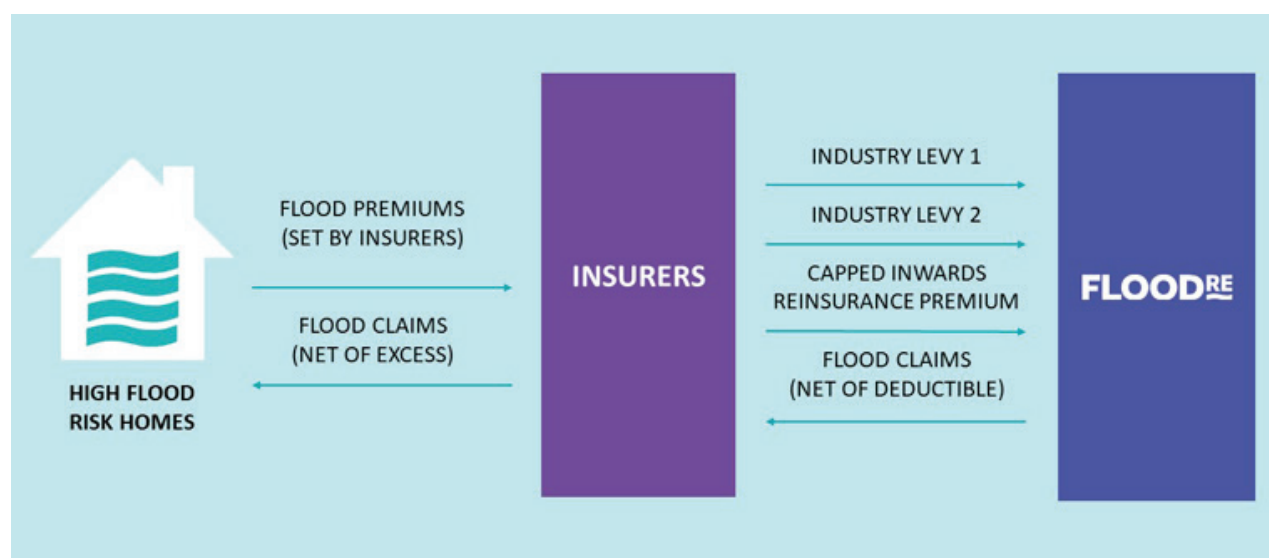 FLOOD PREMIUMS
(SET BY INSURERS)
FLOOD CLAIMS
(NET OF EXCESS)
HIGH FLOOD
RISK HOMES
INSURERS
INDUSTRY LEVY 1
INDUSTRY LEVY 2
CAPPED INWARDS
REINSURANCE PREMIUM
FLOOD CLAIMS
(NET OF DEDUCTIBLE)
FLOODRE